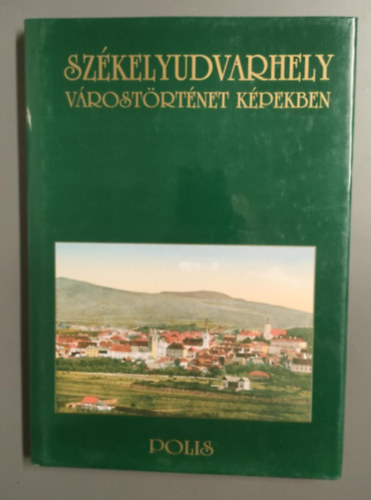 SZÉKELYUDVARHELY
VÁROSTÖRTÉNET KÉPEKBEN
POLIS